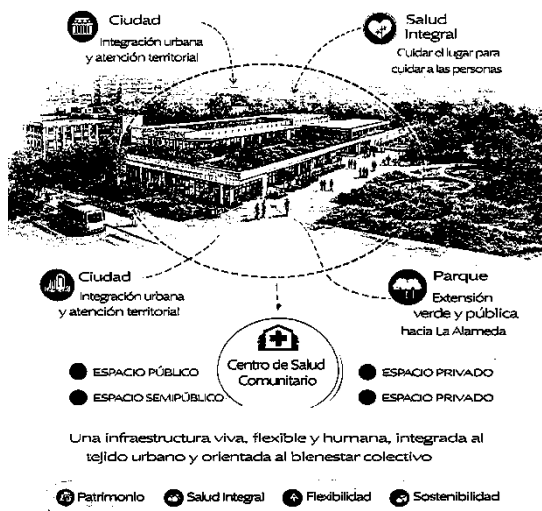 Ciudad
Integración urbana
y atención territorial
Salud
Integral
Cuidar el lugar para
cuidar a las personas
Ciudad
Integración urbana
y atención territorial
Parque
Extensión
verde y pública
hacia La Alameda
Centro de Salud
Comunitario
ESPACIO PÚBLICO
ESPACIO SEMIPÚBLICO
ESPACIO PRIVADO
ESPACIO PRIVADO
Una infraestructura viva, flexible y humana, integrada al
tejido urbano y orientada al bienestar colectivo
Patrimonio Salud Integral Flexibilidad Sostenibilidad